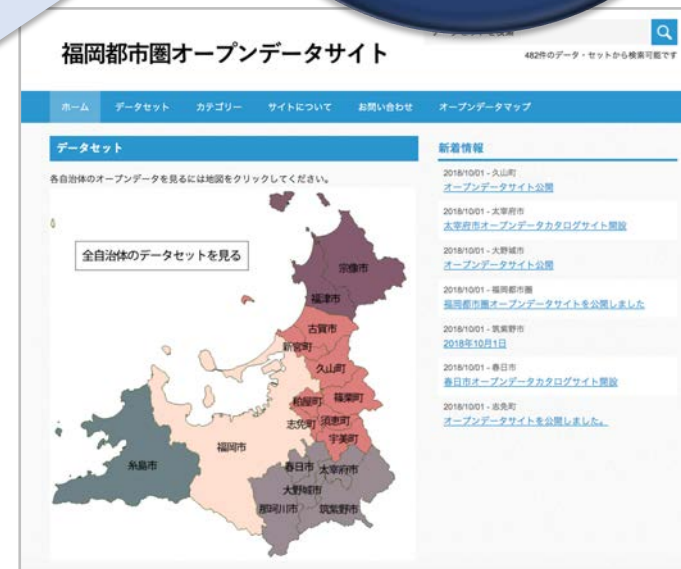 福岡都市圏オープンデータサイト
482件のデータ・セットから検索可能です
ホーム データセット カテゴリー サイトについて お問い合わせ オープンデータマップ
データセット
各自治体のオープンデータを見るには地図をクリックしてください。
全自治体のデータセットを見る
宗像市
福津市
古賀市
新宮町
久山町
粕屋町
篠栗町
志免町
須恵町
宇美町
福岡市
糸島市
春日市
太宰府市
大野城市
那珂川市
筑紫野市
新着情報
2018/10/01 - 久山町
オープンデータサイト公開
2018/10/01 - 太宰府市
太宰府市オープンデータカタログサイト開設
2018/10/01 - 大野城市
オープンデータサイト公開
2018/10/01 - 福岡都市圏
福岡都市圏オープンデータサイトを公開しました
2018/10/01 - 筑紫野市
2018年10月1日
2018/10/01 - 春日市
春日市オープンデータカタログサイト開設
2018/10/01 - 志免町
オープンデータサイトを公開しました。